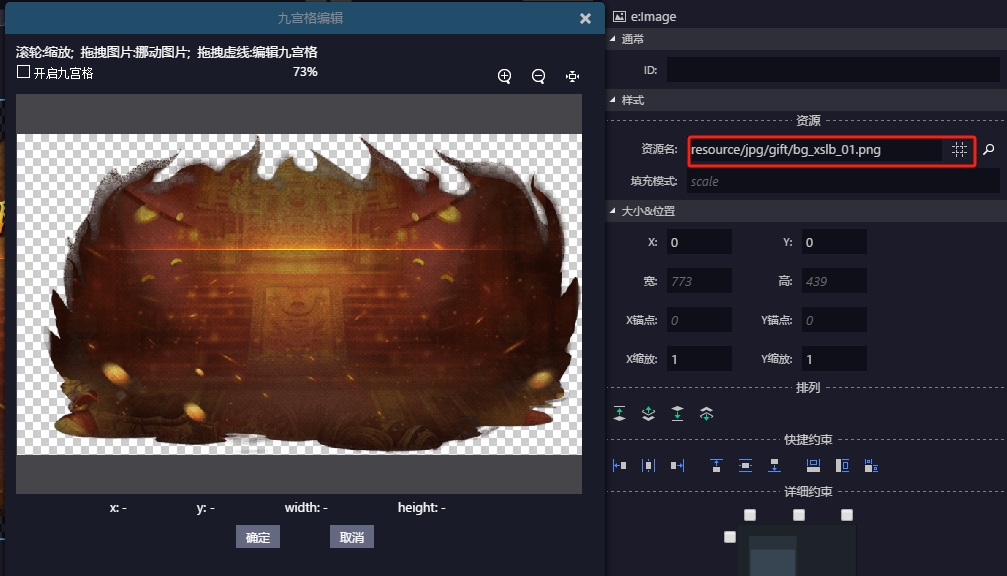 九宫格编辑
滚轮:缩放; 拖拽图片:挪动图片; 拖拽虚线:编辑九宫格
开启九宫格
73%
x: -
y: -
width: -
height: -
确定
取消
e:Image
通常
ID:
样式
资源
资源名: resource/jpg/gift/bg_xslb_01.png
填充模式: scale
大小&位置
X: 0
Y: 0
宽: 773
高: 439
X锚点: 0
Y锚点: 0
X缩放: 1
Y缩放: 1
排列
快捷约束
详细约束